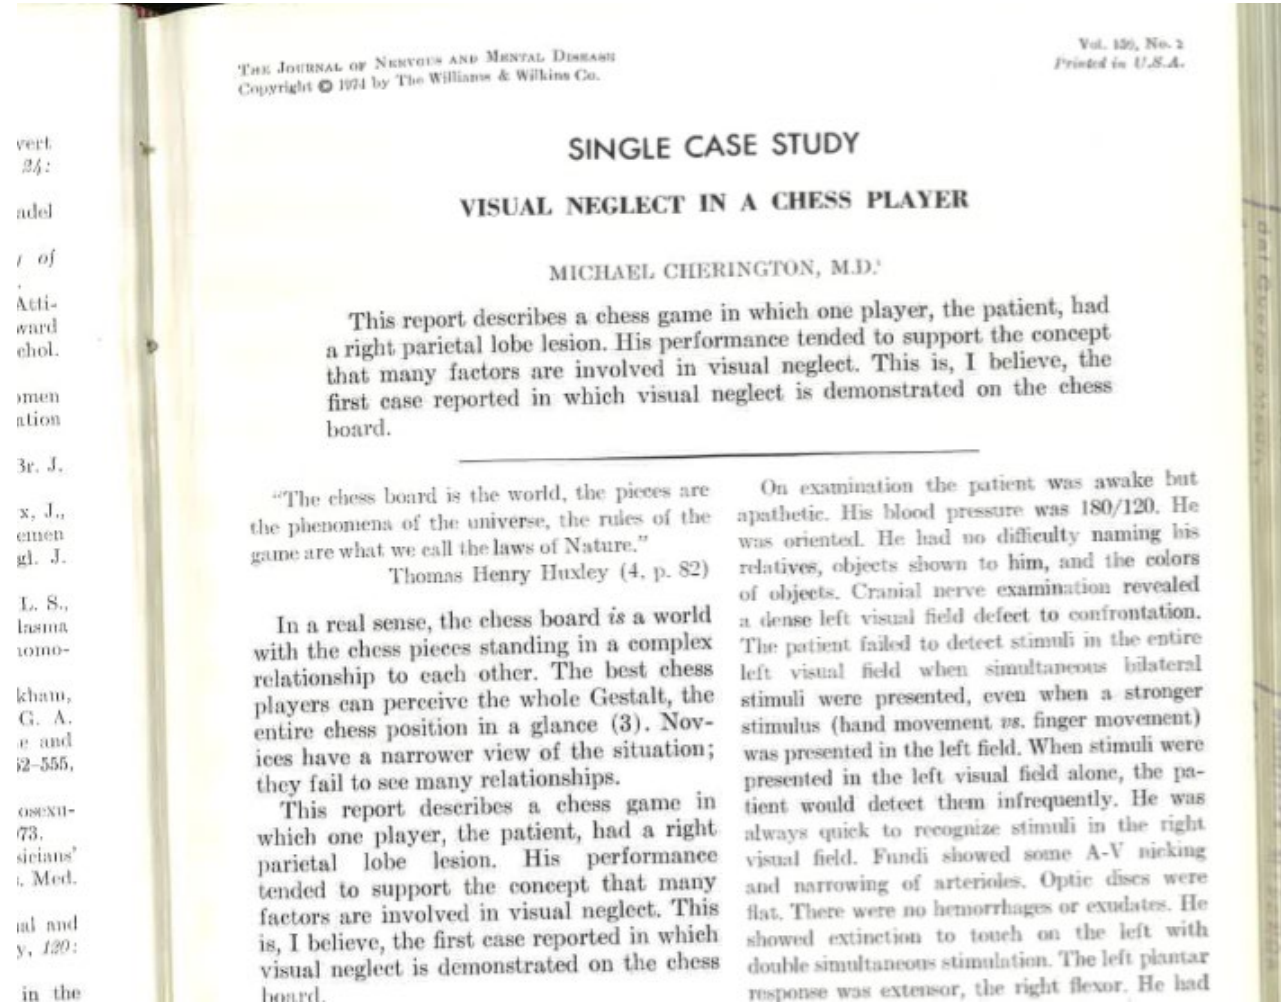 vert
24:
adel
of
Atti-
ward
chol.
omen
ation
Br. J.
x, J.,
emen
gl. J.
L. S.,
lasma
homo-
kham,
G. A.
e and
52-555,
osexu-
73.
sicians'
. Med.
ual and
y, 120:
in the
THE JOURNAL OF NERVOUS AND MENTAL DISEASE
Copyright © 1974 by The Williams & Wilkins Co.
Vol. 159, No. 2
Printed in U.S.A.
SINGLE CASE STUDY
VISUAL NEGLECT IN A CHESS PLAYER
MICHAEL CHERINGTON, M.D.¹
This report describes a chess game in which one player, the patient, had
a right parietal lobe lesion. His performance tended to support the concept
that many factors are involved in visual neglect. This is, I believe, the
first case reported in which visual neglect is demonstrated on the chess
board.
"The chess board is the world, the pieces are
the phenomena of the universe, the rules of the
game are what we call the laws of Nature."
Thomas Henry Huxley (4, p. 82)
In a real sense, the chess board is a world
with the chess pieces standing in a complex
relationship to each other. The best chess
players can perceive the whole Gestalt, the
entire chess position in a glance (3). Nov-
ices have a narrower view of the situation;
they fail to see many relationships.
This report describes a chess game in
which one player, the patient, had a right
parietal lobe lesion. His performance
tended to support the concept that many
factors are involved in visual neglect. This
is, I believe, the first case reported in which
visual neglect is demonstrated on the chess
board.
On examination the patient was awake but
apathetic. His blood pressure was 180/120. He
was oriented. He had no difficulty naming his
relatives, objects shown to him, and the colors
of objects. Cranial nerve examination revealed
a dense left visual field defect to confrontation.
The patient failed to detect stimuli in the entire
left visual field when simultaneous bilateral
stimuli were presented, even when a stronger
stimulus (hand movement vs. finger movement)
was presented in the left field. When stimuli were
presented in the left visual field alone, the pa-
tient would detect them infrequently. He was
always quick to recognize stimuli in the right
visual field. Fundi showed some A-V nicking
and narrowing of arterioles. Optic discs were
flat. There were no hemorrhages or exudates. He
showed extinction to touch on the left with
double simultaneous stimulation. The left plantar
response was extensor, the right flexor. He had